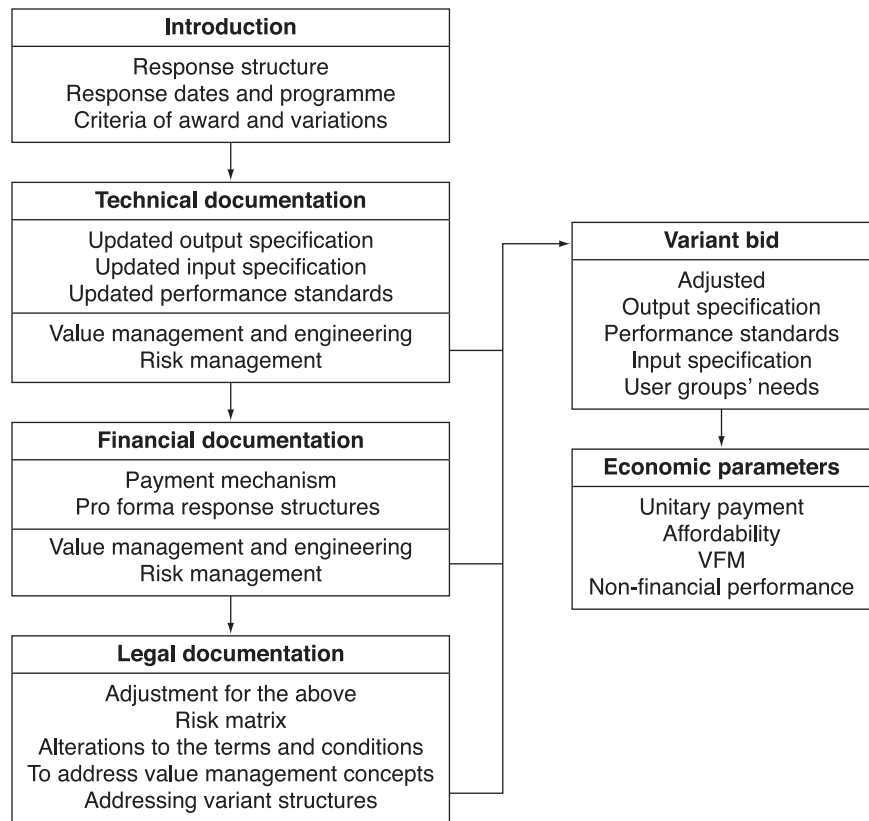 Introduction
Response structure
Response dates and programme
Criteria of award and variations
Technical documentation
Updated output specification
Updated input specification
Updated performance standards
Value management and engineering
Risk management
Financial documentation
Payment mechanism
Pro forma response structures
Value management and engineering
Risk management
Legal documentation
Adjustment for the above
Risk matrix
Alterations to the terms and conditions
To address value management concepts
Addressing variant structures
Variant bid
Adjusted
Output specification
Performance standards
Input specification
User groups’ needs
Economic parameters
Unitary payment
Affordability
VFM
Non-financial performance